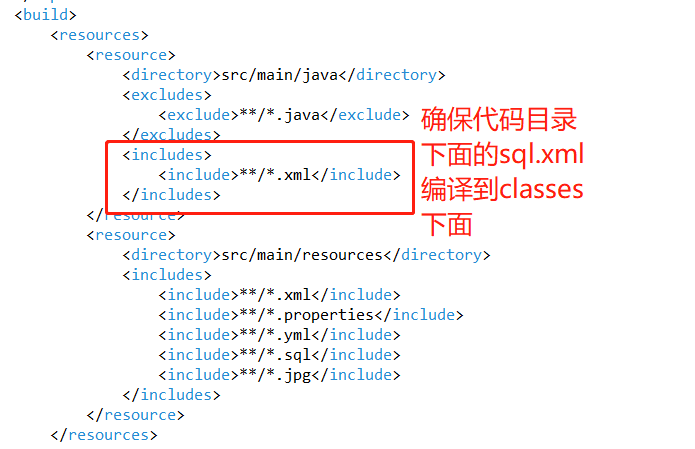 <build>
<resources>
<resource>
<directory>src/main/java</directory>
<excludes>
<exclude>**/*.java</exclude>
</excludes>
<includes>
<include>**/*.xml</include>
</includes>
</resource>
<resource>
<directory>src/main/resources</directory>
<includes>
<include>**/*.xml</include>
<include>**/*.properties</include>
<include>**/*.yml</include>
<include>**/*.sql</include>
<include>**/*.jpg</include>
</includes>
</resource>
</resources>
确保代码目录
下面的sql.xml
编译到classes
下面